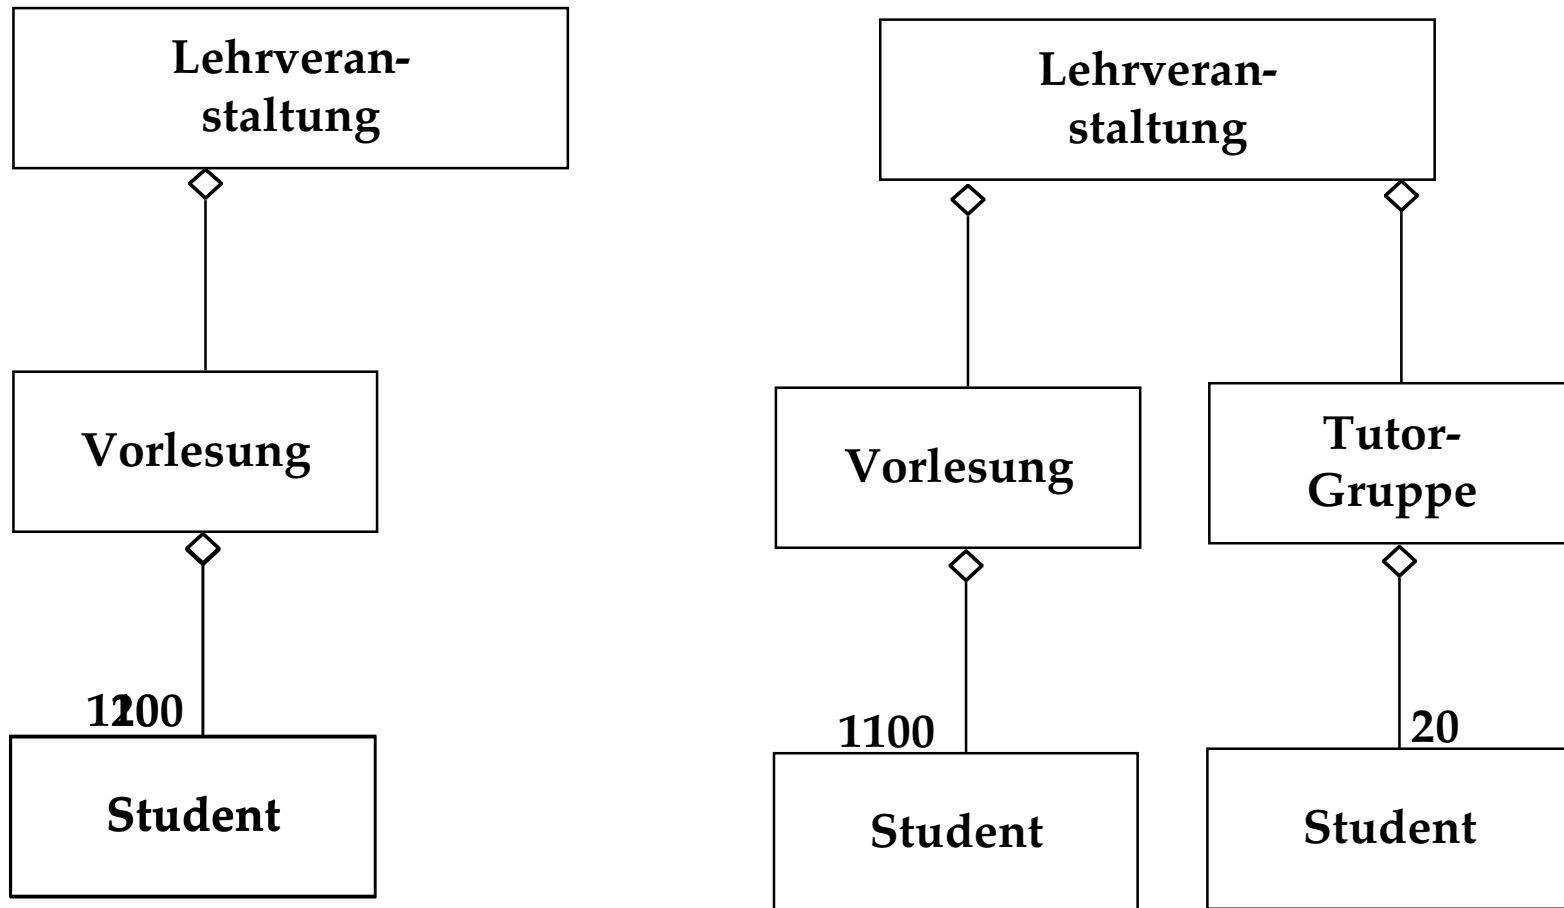 Lehrveran-
staltung
Vorlesung
Student
Lehrveran-
staltung
Vorlesung
1100
Student
Tutor-
Gruppe
20
Student